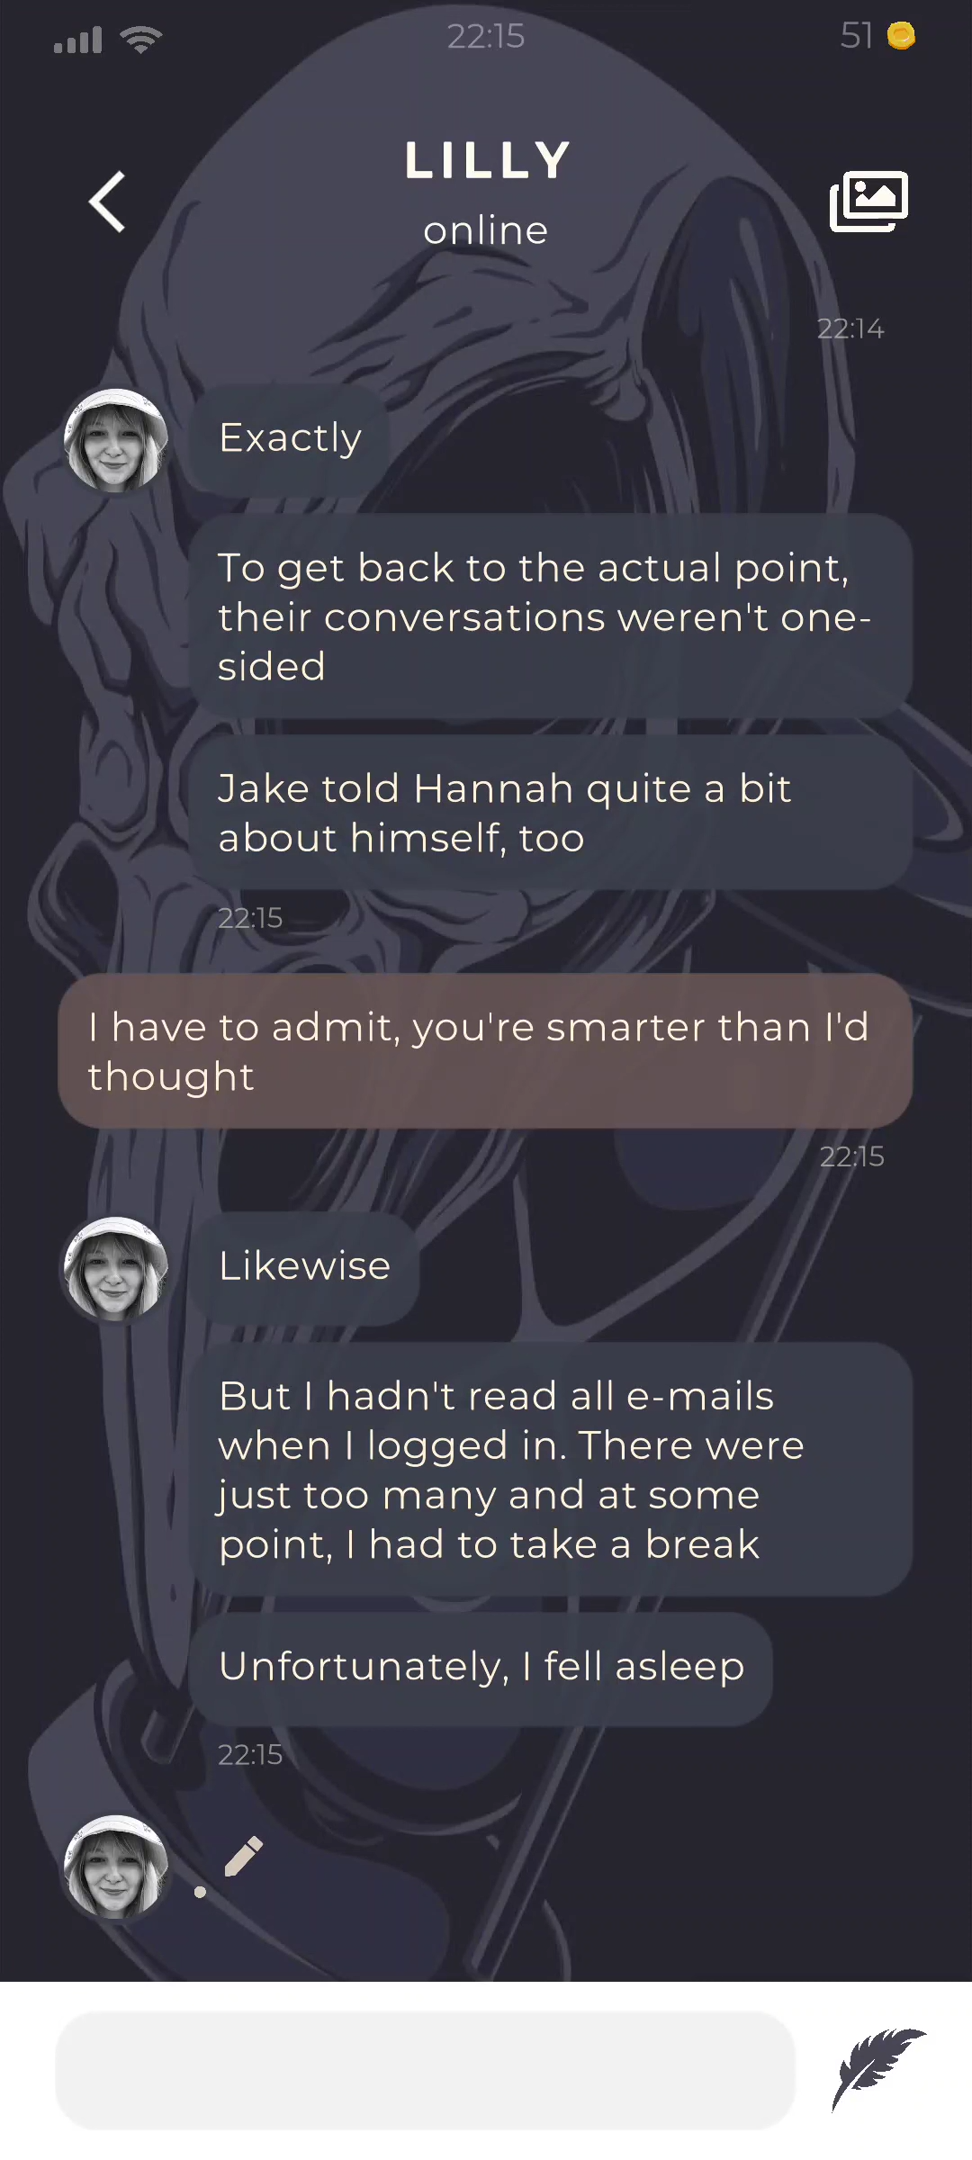 22:15
51
LILLY
online
22:14
Exactly
To get back to the actual point,
their conversations weren't one-
sided
Jake told Hannah quite a bit
about himself, too
22:15
I have to admit, you're smarter than I'd
thought
22:15
Likewise
But I hadn't read all e-mails
when I logged in. There were
just too many and at some
point, I had to take a break
Unfortunately, I fell asleep
22:15